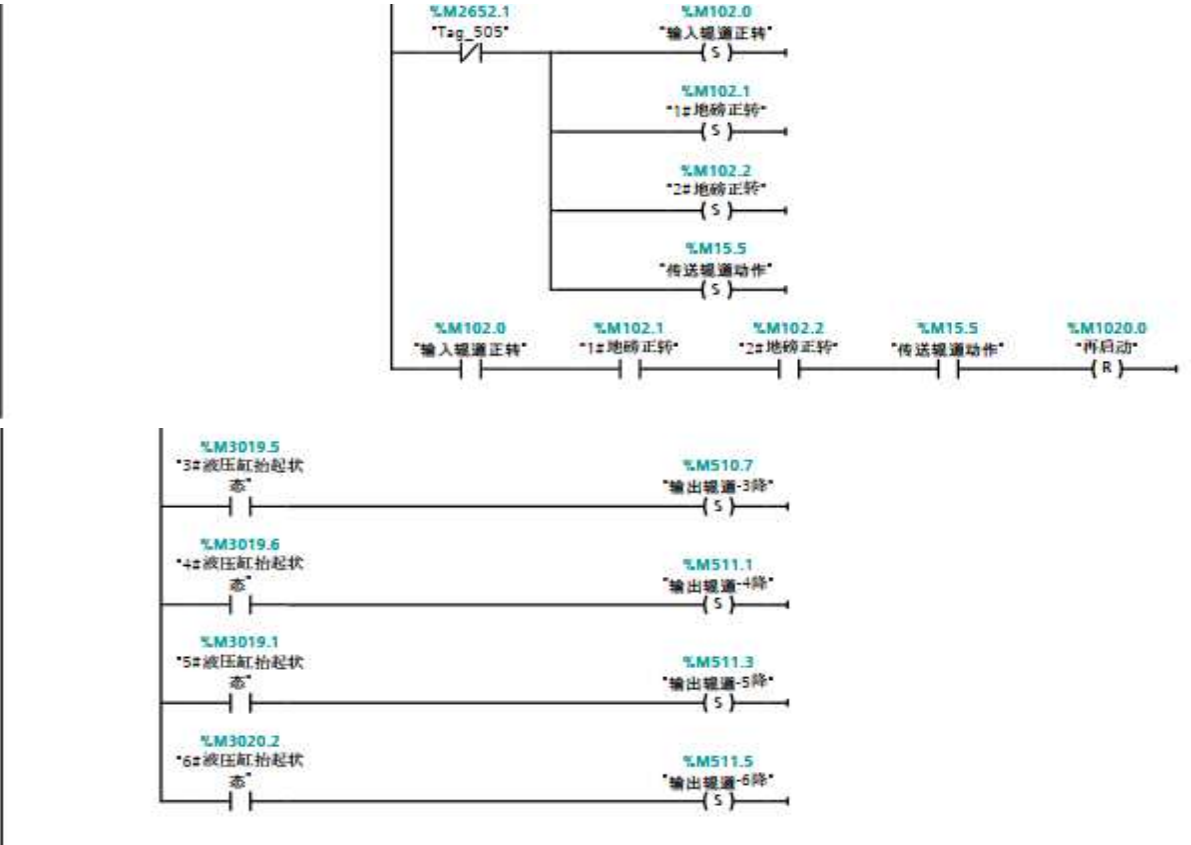 %M2652.1 %M102.0
"Tag_505" "输入辊道正转"
( S )
%M102.1
"1#地磅正转"
( S )
%M102.2
"2#地磅正转"
( S )
%M15.5
"传送辊道动作"
( S )
%M102.0 %M102.1 %M102.2 %M15.5 %M1020.0
"输入辊道正转" "1#地磅正转" "2#地磅正转" "传送辊道动作" "再启动"
( R )
%M3019.5
"3#液压缸抬起状
态"
%M510.7
"输出辊道-3降"
( S )
%M3019.6
"4#液压缸抬起状
态"
%M511.1
"输出辊道-4降"
( S )
%M3019.1
"5#液压缸抬起状
态"
%M511.3
"输出辊道-5降"
( S )
%M3020.2
"6#液压缸抬起状
态"
%M511.5
"输出辊道-6降"
( S )